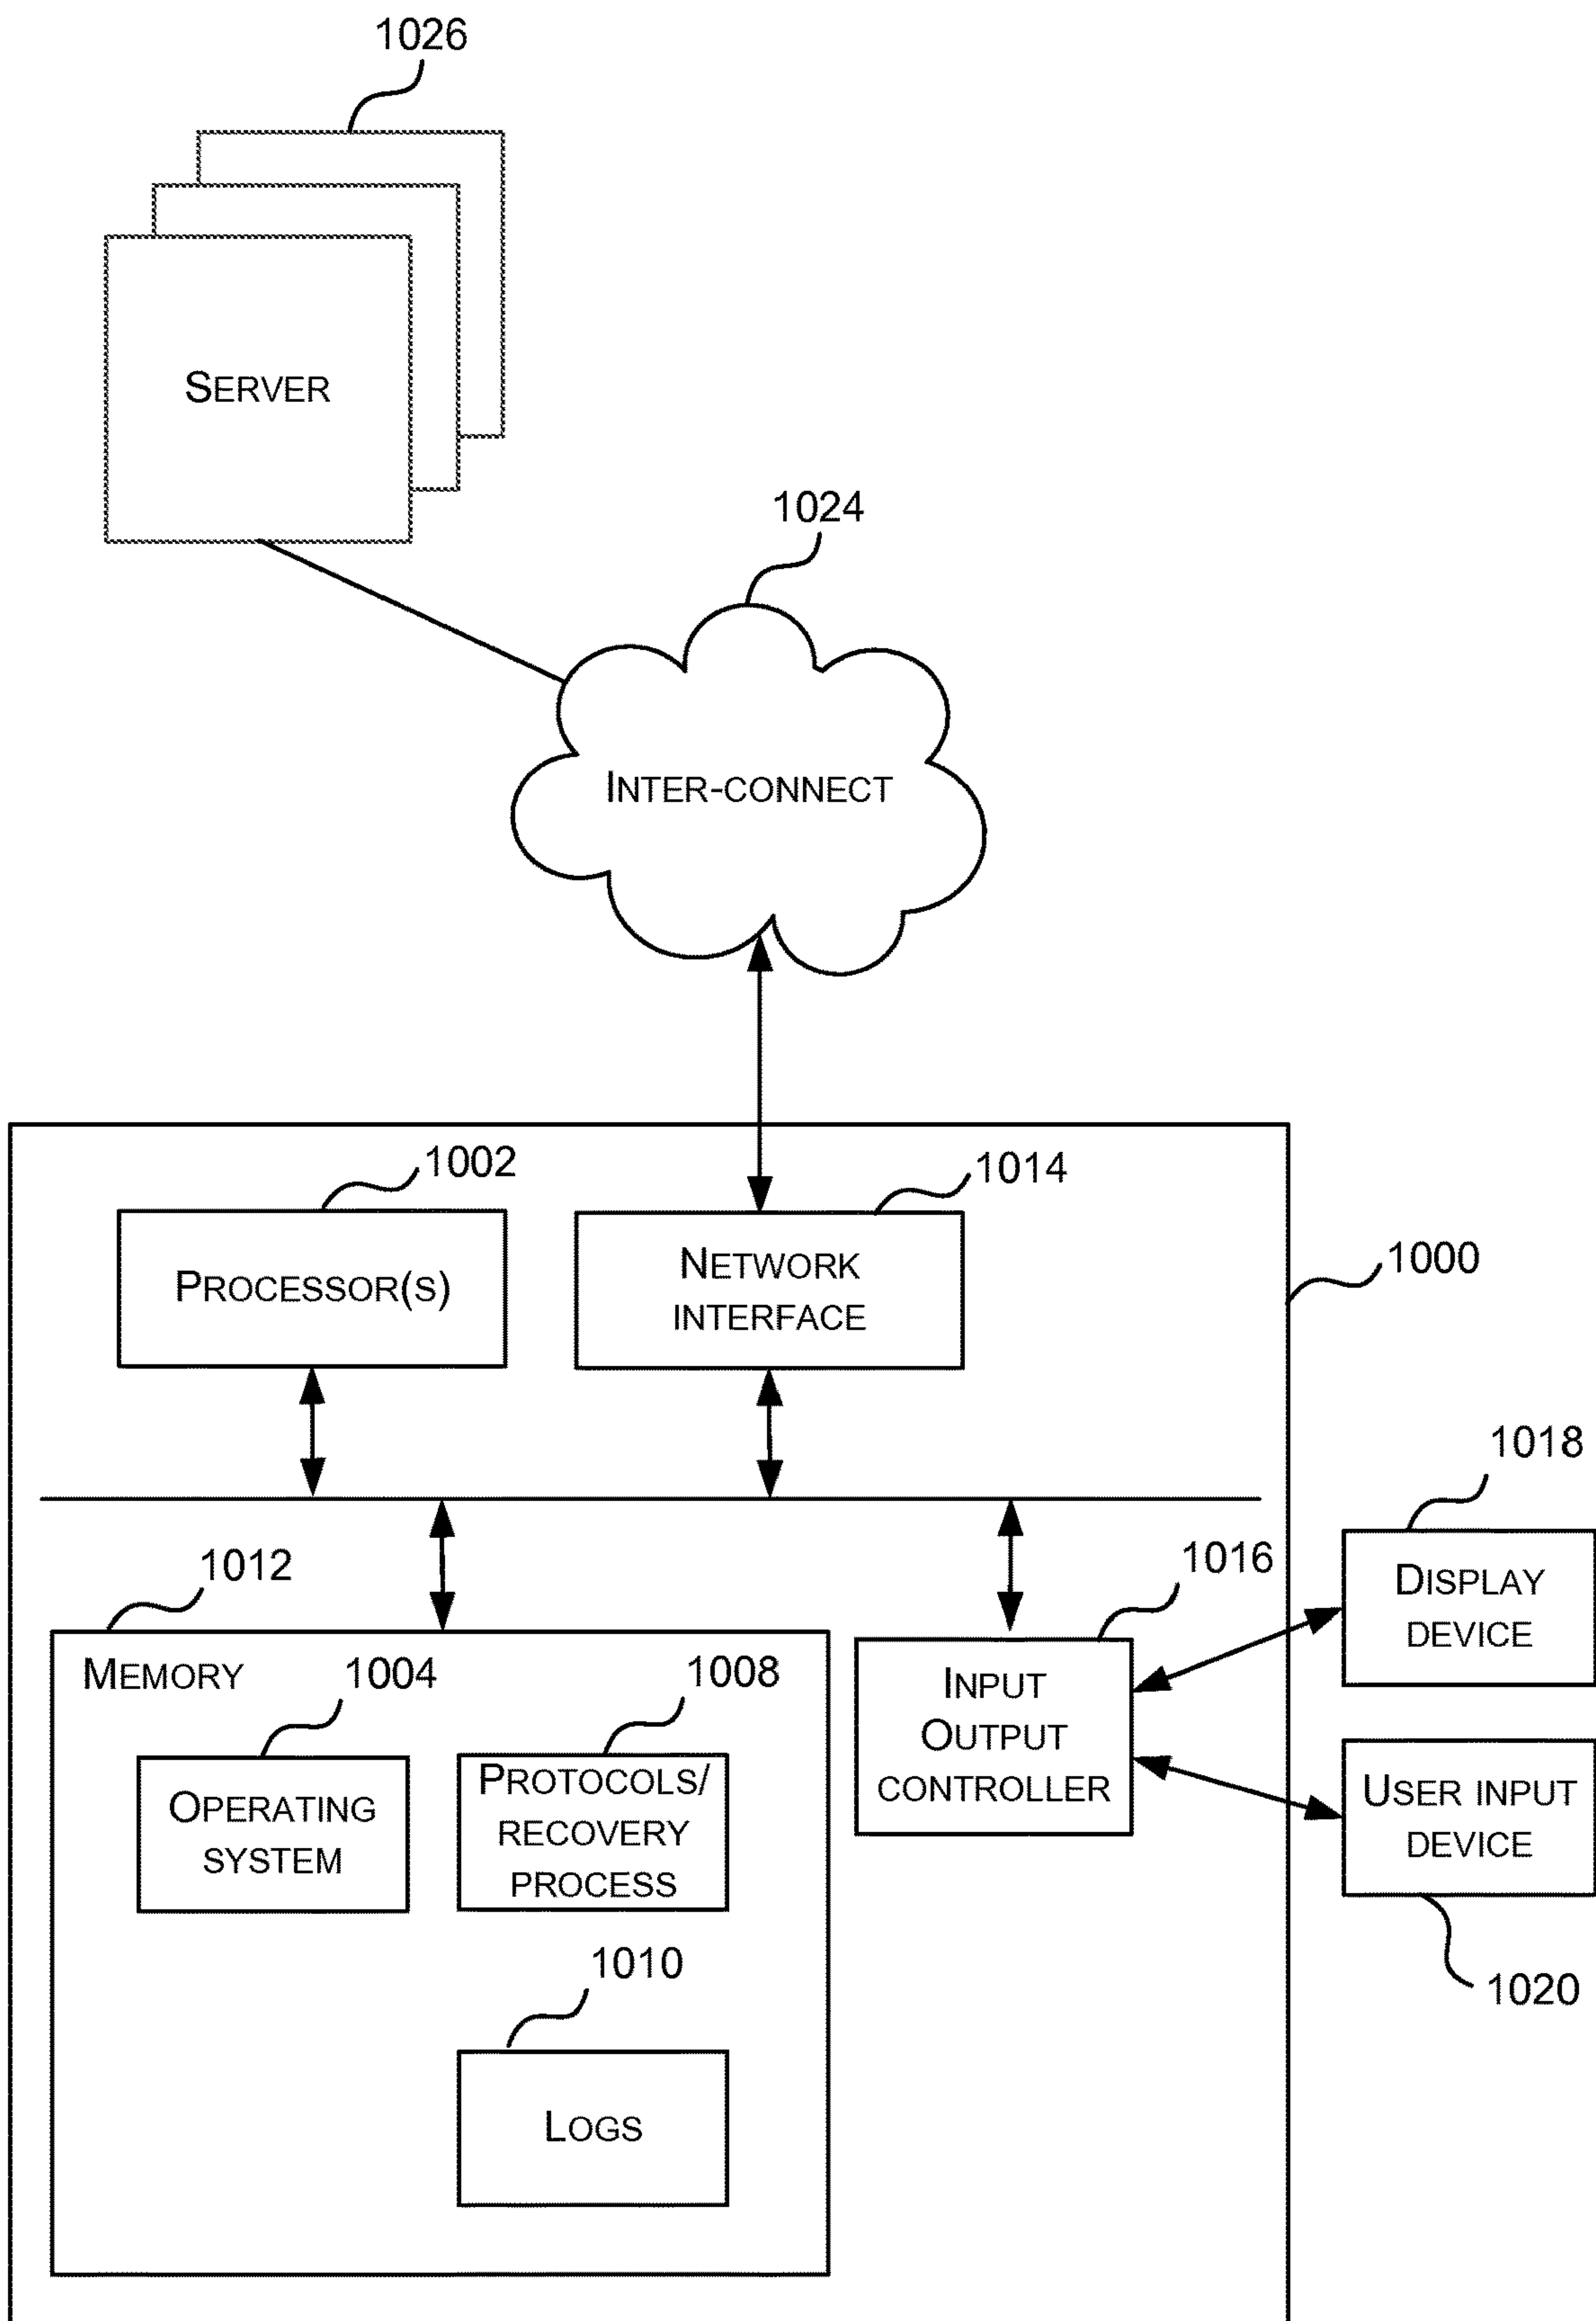 1026
SERVER
1024
INTER-CONNECT
1002
1014
PROCESSOR(S)
NETWORK
INTERFACE
1000
1018
DISPLAY
DEVICE
1012
1016
MEMORY
1004
1008
INPUT
OUTPUT
CONTROLLER
OPERATING
SYSTEM
PROTOCOLS/
RECOVERY
PROCESS
USER INPUT
DEVICE
1020
1010
LOGS